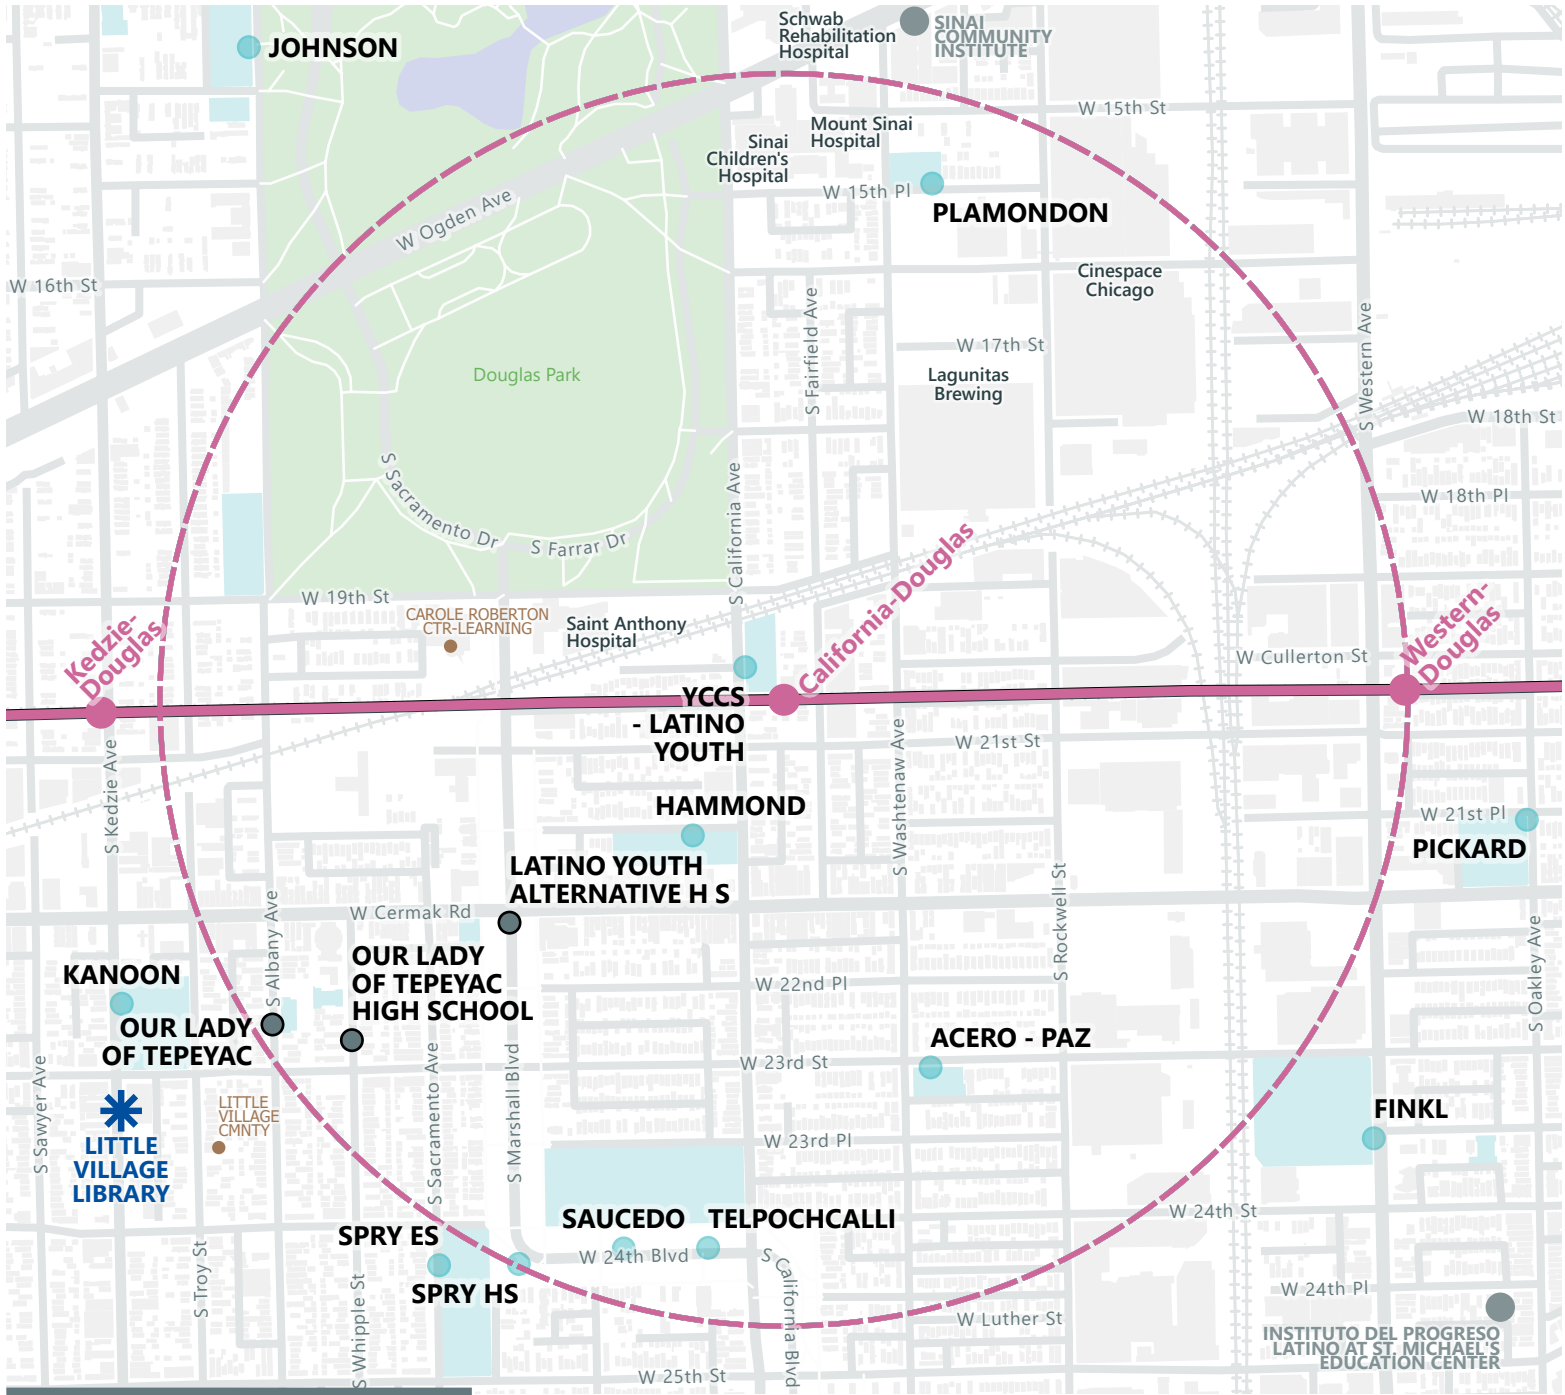 JOHNSON
Schwab
Rehabilitation
Hospital
SINAI
COMMUNITY
INSTITUTE
W 15th St
Mount Sinai
Hospital
Sinai
Children's
Hospital
W 15th Pl
PLAMONDON
W Ogden Ave
W 16th St
Cinespace
Chicago
S Fairfield Ave
W 17th St
S Western Ave
Douglas Park
Lagunitas
Brewing
W 18th St
S Sacramento Dr
S Farrar Dr
S California Ave
W 18th Pl
California-Douglas
W 19th St
CAROLE ROBERTON
CTR-LEARNING
Saint Anthony
Hospital
Kedzie-
Douglas
Western-
Douglas
W Cullerton St
YCCS
- LATINO
YOUTH
S Kedzie Ave
S Washtenaw Ave
W 21st St
HAMMOND
W 21st Pl
PICKARD
LATINO YOUTH
ALTERNATIVE H S
W Cermak Rd
S Albany Ave
S Rockwell St
OUR LADY
OF TEPEYAC
HIGH SCHOOL
KANOON
W 22nd Pl
S Oakley Ave
OUR LADY
OF TEPEYAC
ACERO - PAZ
W 23rd St
S Sawyer Ave
S Sacramento Ave
S Marshall Blvd
LITTLE
VILLAGE
CMNTY
FINKL
LITTLE
VILLAGE
LIBRARY
W 23rd Pl
W 24th St
SPRY ES
SAUCEDO
TELPOCHCALLI
W 24th Blvd
S California Blvd
S Troy St
S Whipple St
SPRY HS
W 24th Pl
W Luther St
INSTITUTO DEL PROGRESO
LATINO AT ST. MICHAEL'S
EDUCATION CENTER
W 25th St